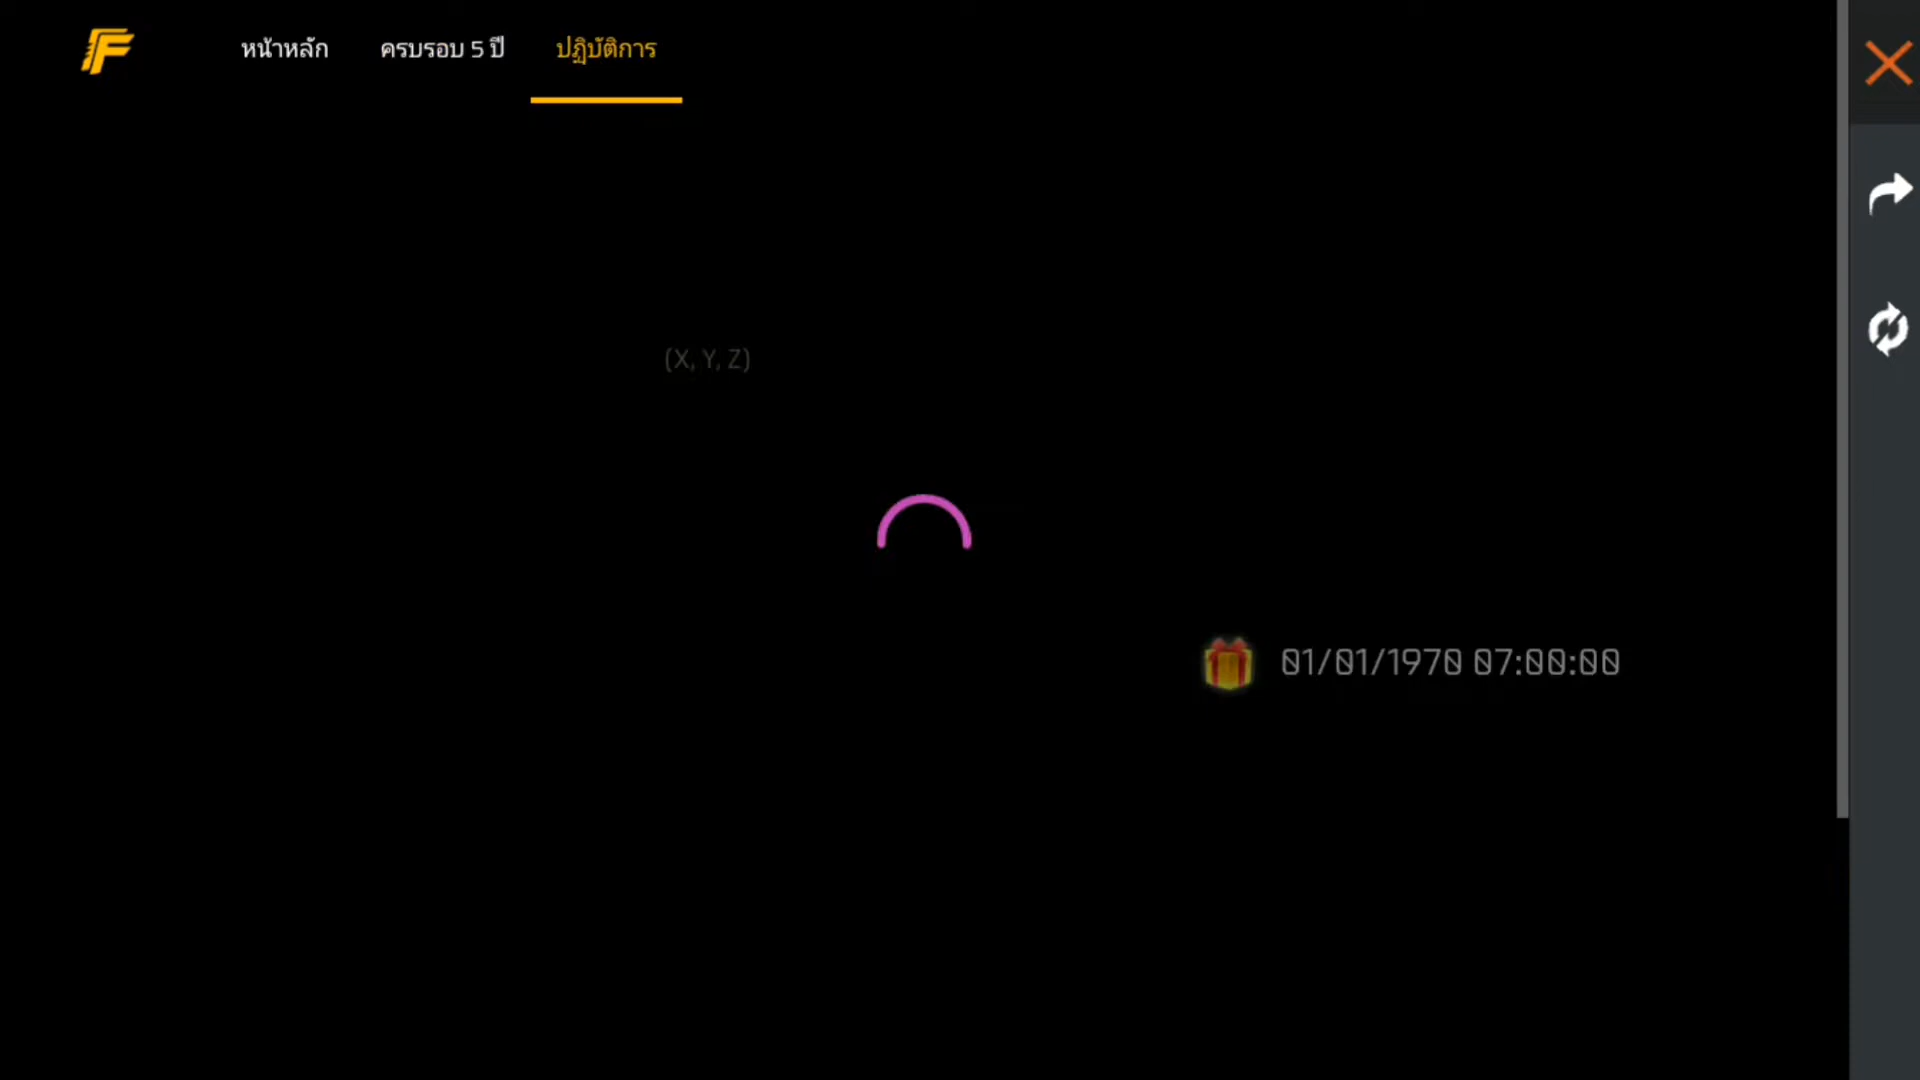 หน้าหลัก ครบรอบ 5 ปี ปฏิบัติการ
(X, Y, Z)
01/01/1970 07:00:00